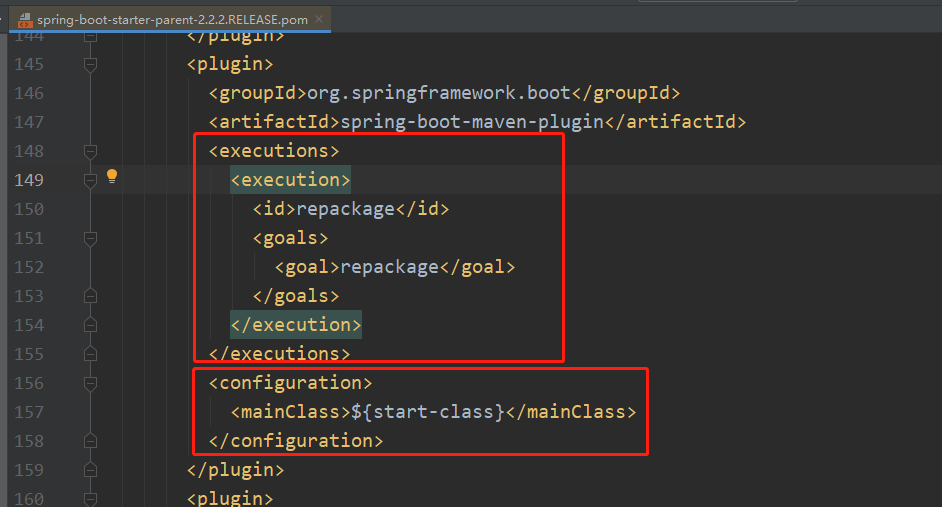 spring-boot-starter-parent-2.2.2.RELEASE.pom ×
144 </plugin>
145 <plugin>
146 <groupId>org.springframework.boot</groupId>
147 <artifactId>spring-boot-maven-plugin</artifactId>
148 <executions>
149 <execution>
150 <id>repackage</id>
151 <goals>
152 <goal>repackage</goal>
153 </goals>
154 </execution>
155 </executions>
156 <configuration>
157 <mainClass>${start-class}</mainClass>
158 </configuration>
159 </plugin>
160 <plugin>